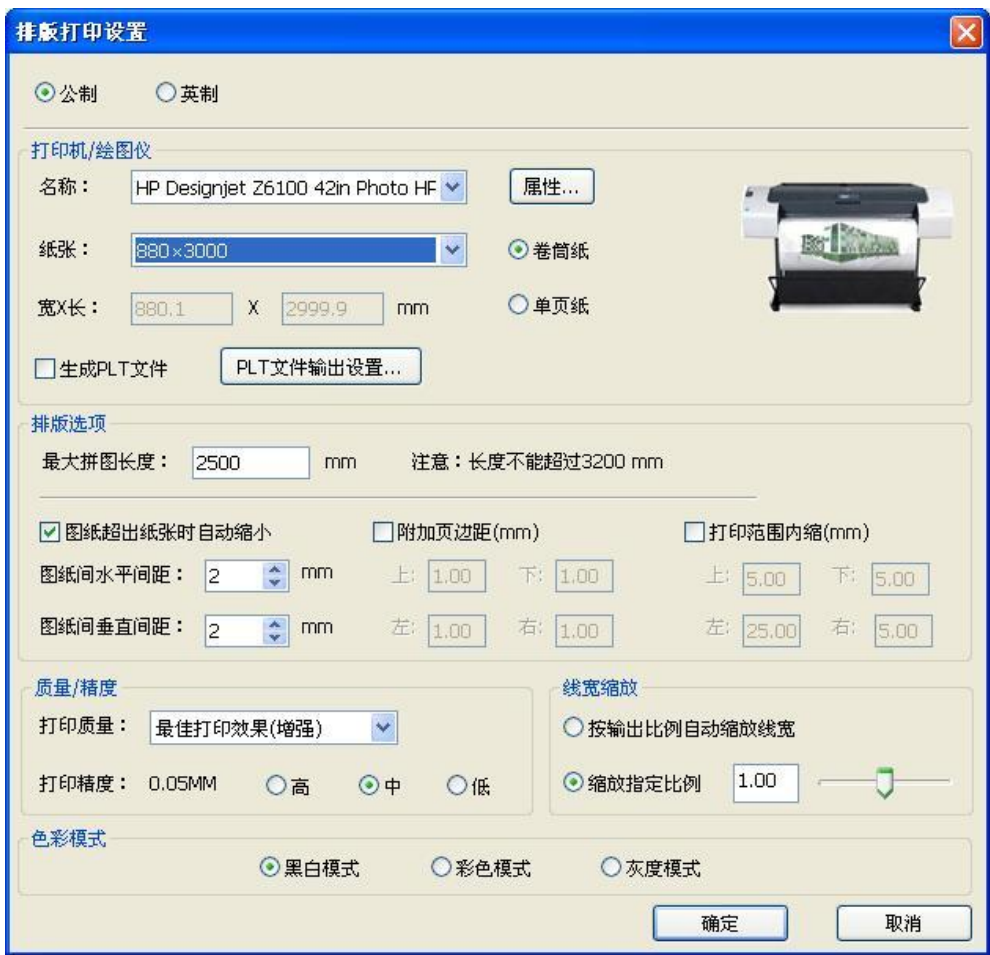 排版打印设置
公制 英制
打印机/绘图仪
名称： HP Designjet Z6100 42in Photo HF 属性...
纸张： 880×3000 卷筒纸
宽X长： 880.1 X 2999.9 mm 单页纸
生成PLT文件 PLT文件输出设置...
排版选项
最大拼图长度： 2500 mm 注意：长度不能超过3200 mm
图纸超出纸张时自动缩小 附加页边距(mm) 打印范围内缩(mm)
图纸间水平间距： 2 mm 上: 1.00 下: 1.00 上: 5.00 下: 5.00
图纸间垂直间距： 2 mm 左: 1.00 右: 1.00 左: 25.00 右: 5.00
质量/精度 线宽缩放
打印质量： 最佳打印效果(增强) 按输出比例自动缩放线宽
打印精度： 0.05MM 高 中 低 缩放指定比例 1.00
色彩模式
黑白模式 彩色模式 灰度模式
确定 取消